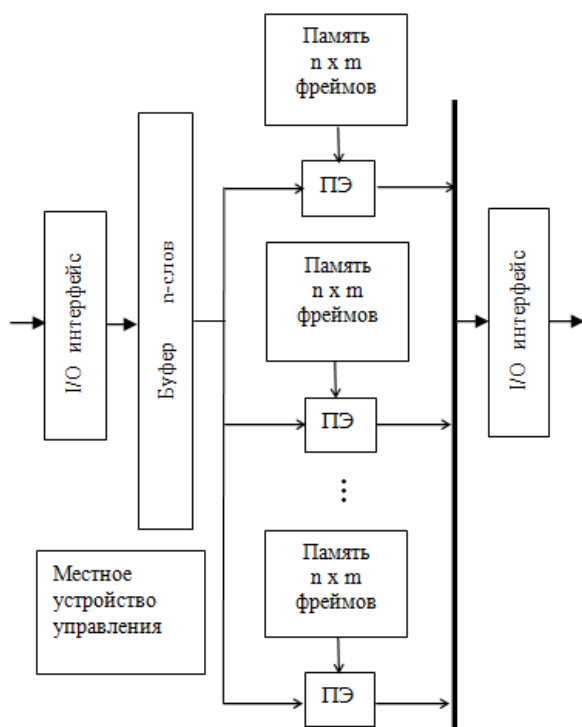 Память
n x m
фреймов
ПЭ
I/O интерфейс
Буфер n-слов
Память
n x m
фреймов
ПЭ
I/O интерфейс
...
Память
n x m
фреймов
ПЭ
Местное
устройство
управления